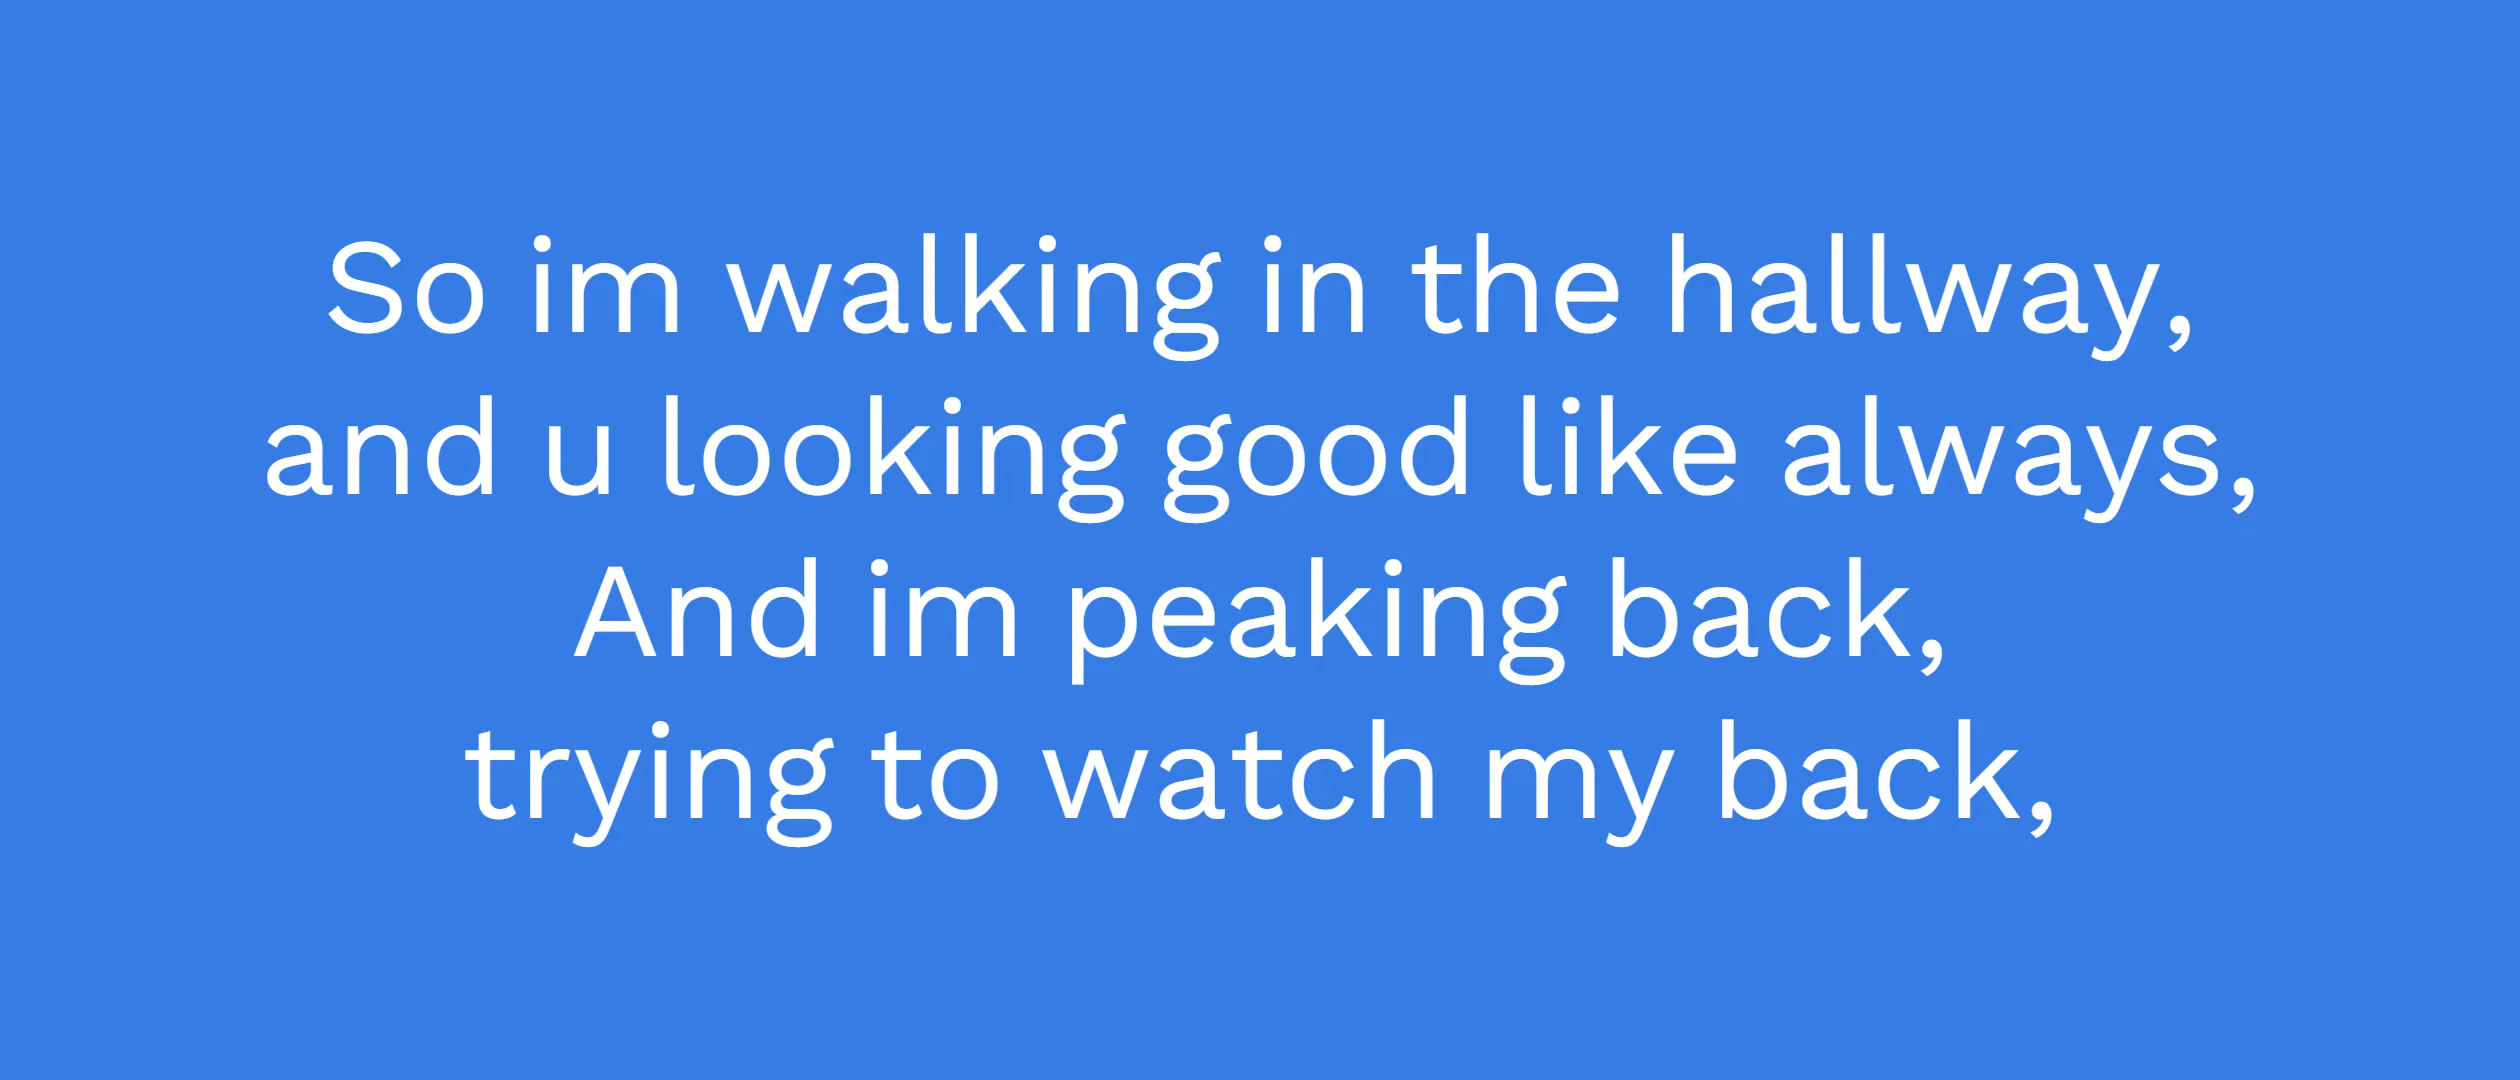 So im walking in the hallway,
and u looking good like always,
And im peaking back,
trying to watch my back,